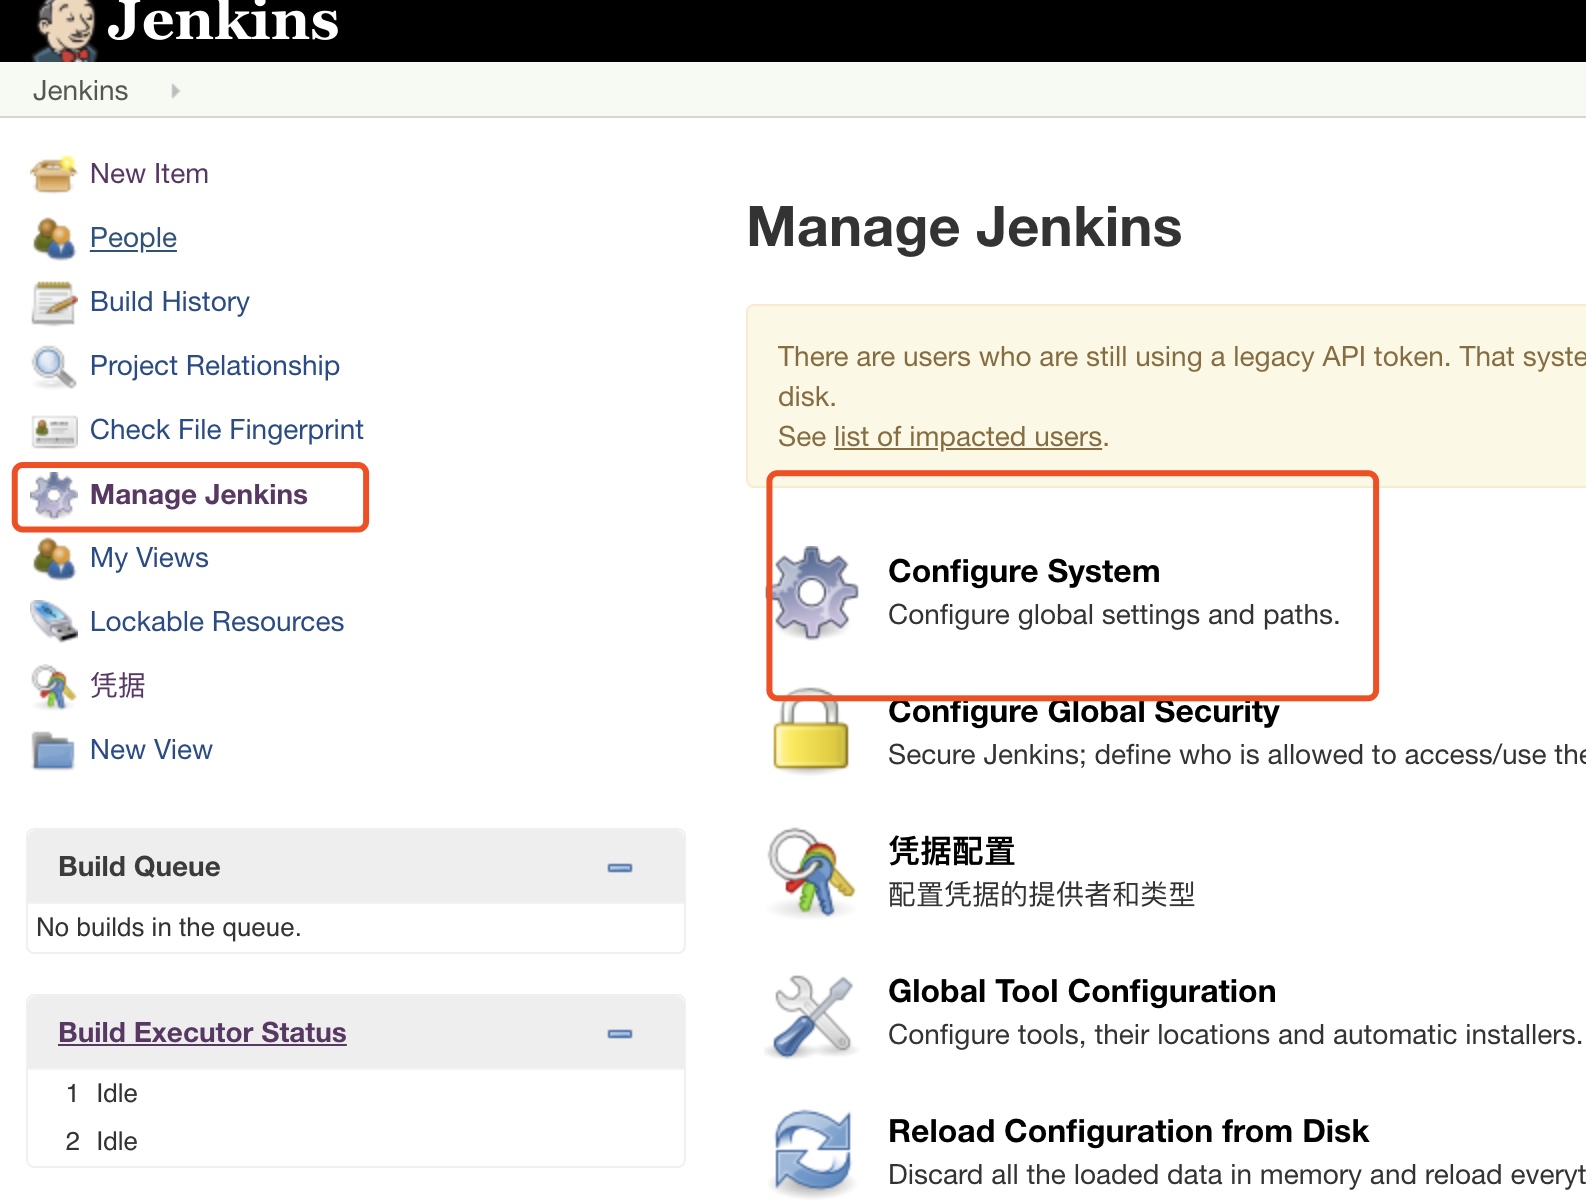 Jenkins
Jenkins
New Item
People
Build History
Project Relationship
Check File Fingerprint
Manage Jenkins
My Views
Lockable Resources
凭据
New View
Build Queue
No builds in the queue.
Build Executor Status
1 Idle
2 Idle
Manage Jenkins
There are users who are still using a legacy API token. That syste
disk.
See list of impacted users.
Configure System
Configure global settings and paths.
Configure Global Security
Secure Jenkins; define who is allowed to access/use the
凭据配置
配置凭据的提供者和类型
Global Tool Configuration
Configure tools, their locations and automatic installers.
Reload Configuration from Disk
Discard all the loaded data in memory and reload everyt